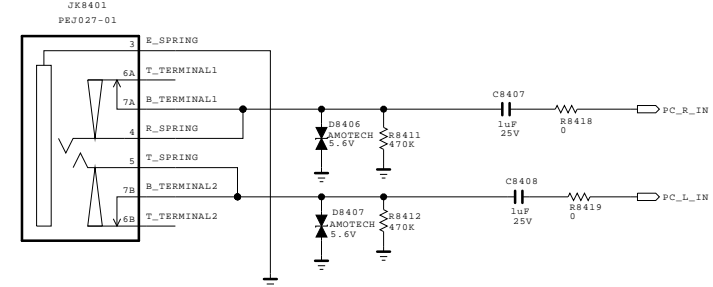 JK8401
PEJ027-01
3 E_SPRING
6A T_TERMINAL1
7A B_TERMINAL1
4 R_SPRING
5 T_SPRING
7B B_TERMINAL2
6B T_TERMINAL2
D8406
AMOTECH
5.6V
R8411
470K
C8407
1uF
25V
R8418
0
PC_R_IN
D8407
AMOTECH
5.6V
R8412
470K
C8408
1uF
25V
R8419
0
PC_L_IN